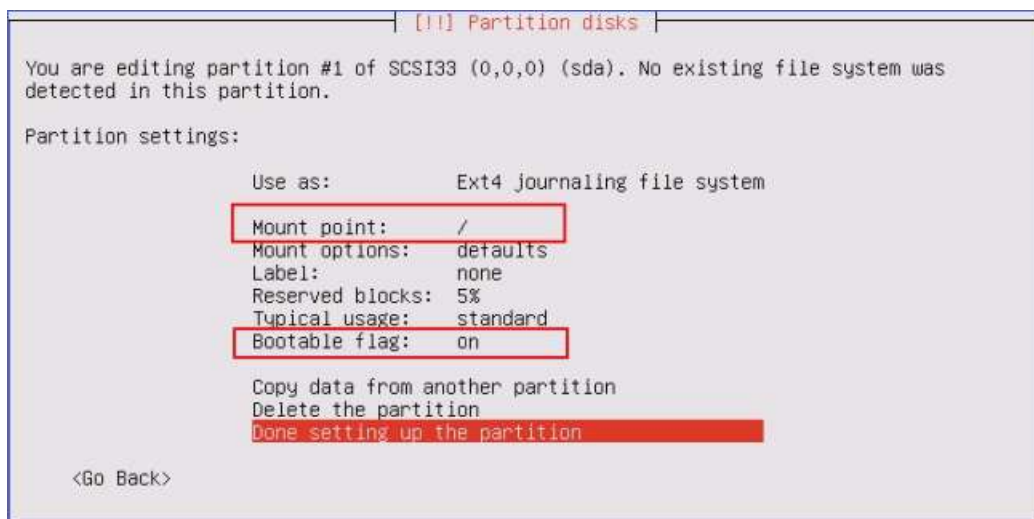 [!!] Partition disks
You are editing partition #1 of SCSI33 (0,0,0) (sda). No existing file system was
detected in this partition.
Partition settings:
Use as: Ext4 journaling file system
Mount point: /
Mount options: defaults
Label: none
Reserved blocks: 5%
Typical usage: standard
Bootable flag: on
Copy data from another partition
Delete the partition
Done setting up the partition
<Go Back>